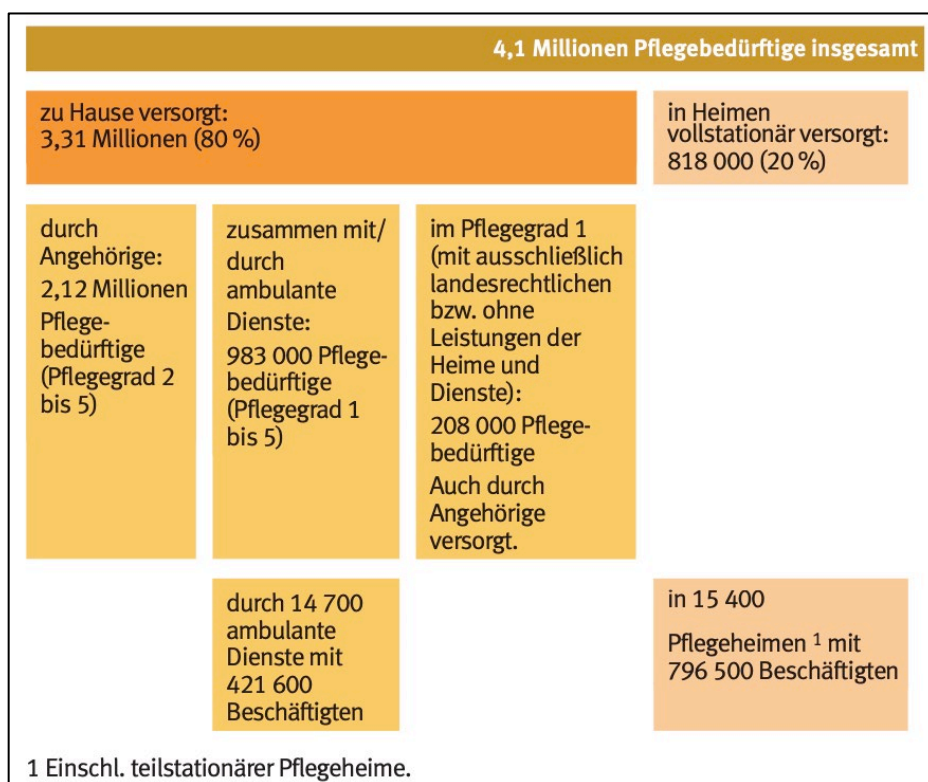 4,1 Millionen Pflegebedürftige insgesamt
zu Hause versorgt:
3,31 Millionen (80 %)
in Heimen
vollstationär versorgt:
818 000 (20 %)
durch
Angehörige:
2,12 Millionen
Pflege-
bedürftige
(Pflegegrad 2
bis 5)
zusammen mit/
durch
ambulante
Dienste:
983 000 Pflege-
bedürftige
(Pflegegrad 1
bis 5)
im Pflegegrad 1
(mit ausschließlich
landesrechtlichen
bzw. ohne
Leistungen der
Heime und
Dienste):
208 000 Pflege-
bedürftige
Auch durch
Angehörige
versorgt.
durch 14 700
ambulante
Dienste mit
421 600
Beschäftigten
in 15 400
Pflegeheimen ¹ mit
796 500 Beschäftigten
1 Einschl. teilstationärer Pflegeheime.